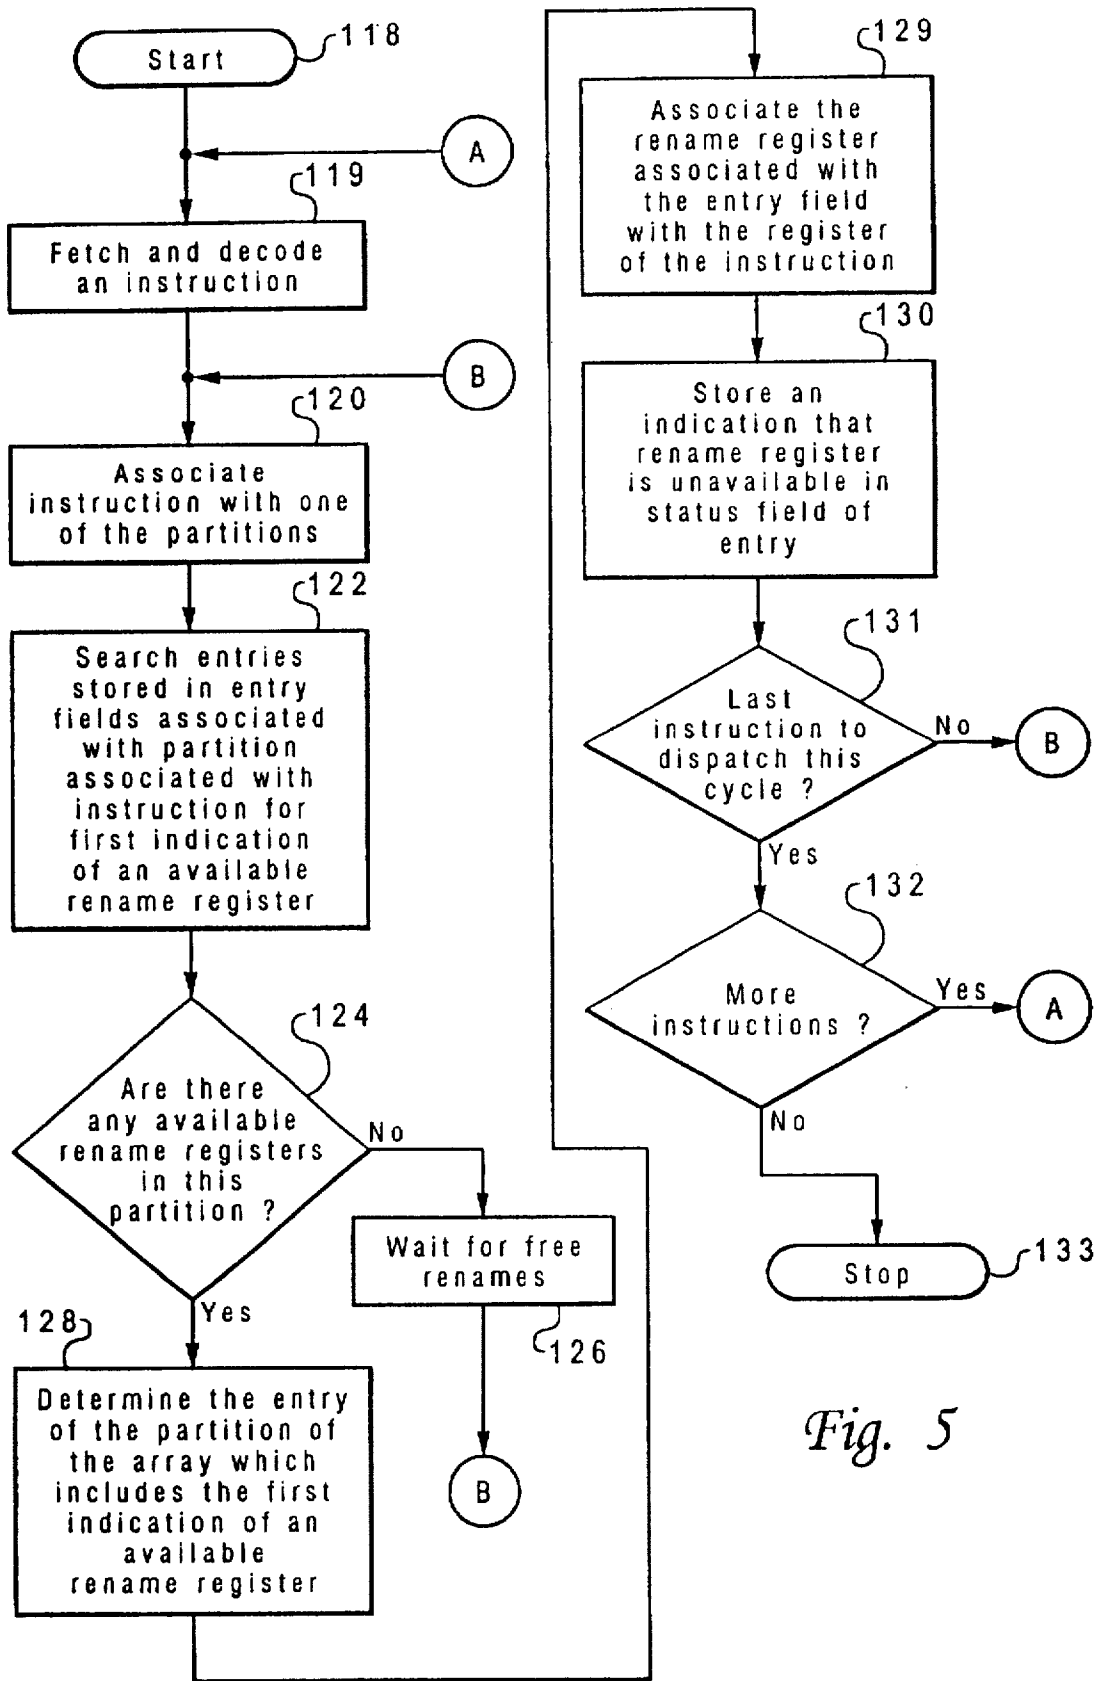 Start
118
A
119
Fetch and decode
an instruction
B
120
Associate
instruction with one
of the partitions
122
Search entries
stored in entry
fields associated
with partition
associated with
instruction for
first indication
of an available
rename register
124
Are there
any available
rename registers
in this
partition ?
No
Yes
Wait for free
renames
126
B
128
Determine the entry
of the partition of
the array which
includes the first
indication of an
available
rename register
129
Associate the
rename register
associated with
the entry field
with the register
of the instruction
130
Store an
indication that
rename register
is unavailable in
status field of
entry
131
Last
instruction to
dispatch this
cycle ?
No
B
Yes
132
More
instructions ?
Yes
A
No
Stop
133
Fig. 5